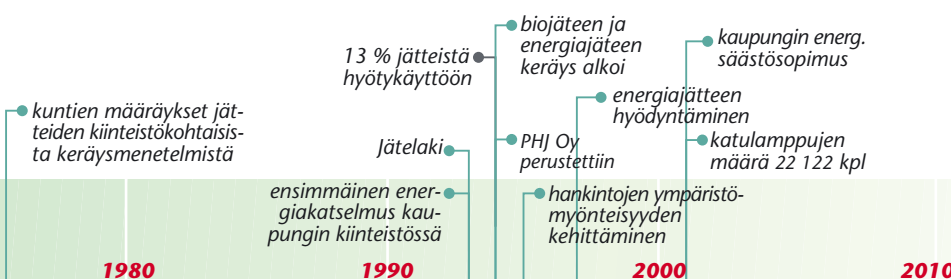 kuntien määräykset jät-
teiden kiinteistökohtaisis-
ta keräysmenetelmistä
13 % jätteistä
hyötykäyttöön
Jätelaki
ensimmäinen ener-
giakatselmus kau-
pungin kiinteistössä
biojäteen ja
energiajäteen
keräys alkoi
PHJ Oy
perustettiin
energiajätteen
hyödyntäminen
hankintojen ympäristö-
myönteisyyden
kehittäminen
kaupungin energ.
säästösopimus
katulamppujen
määrä 22 122 kpl
1980
1990
2000
2010